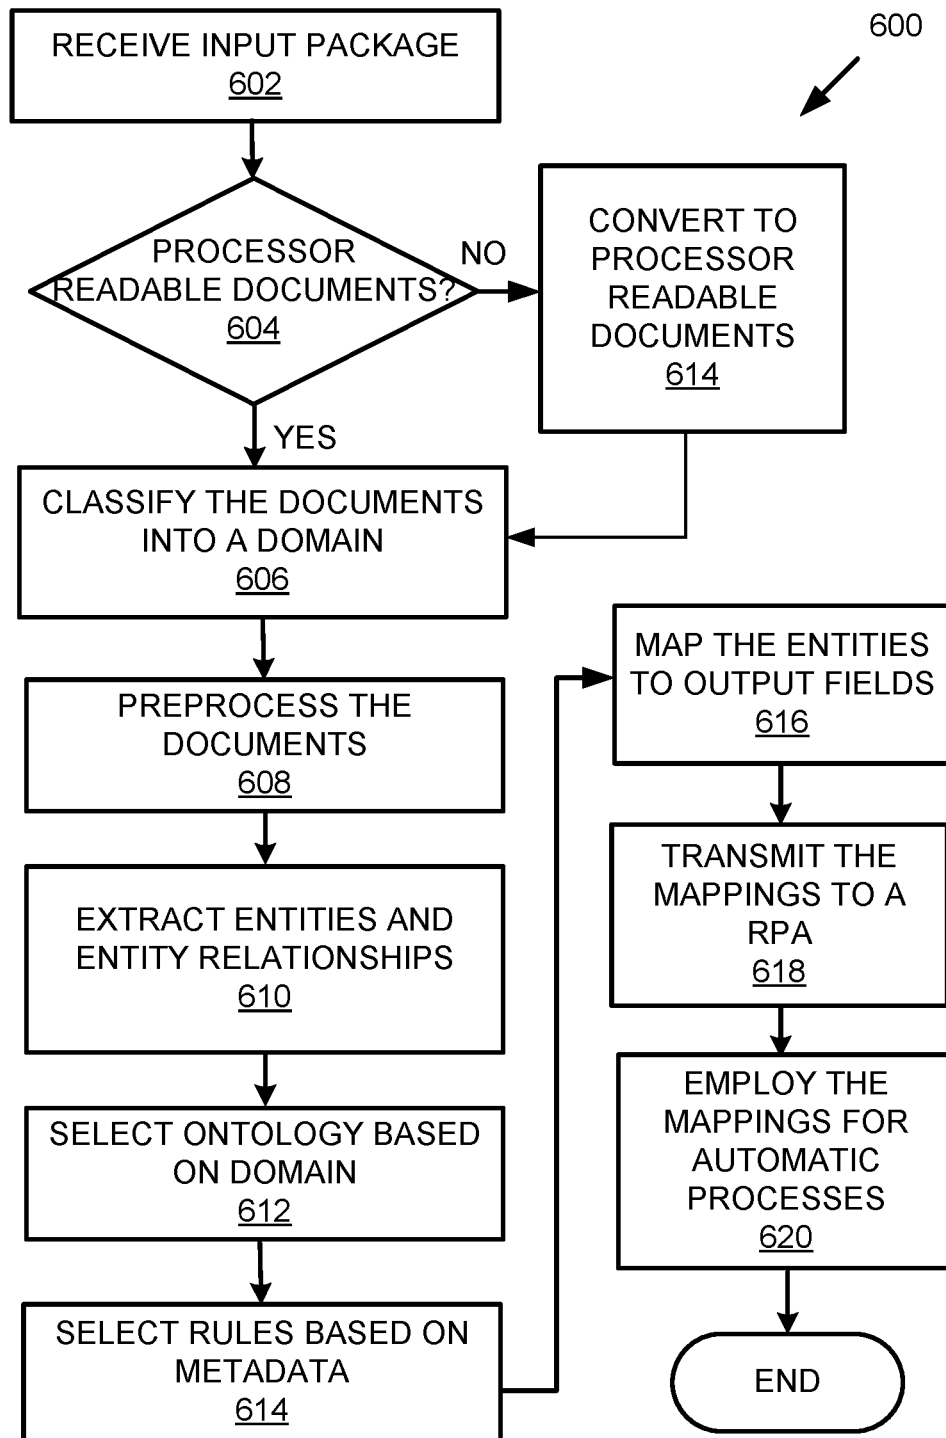 600
RECEIVE INPUT PACKAGE
602
PROCESSOR
READABLE DOCUMENTS?
604
NO
YES
CONVERT TO
PROCESSOR
READABLE
DOCUMENTS
614
CLASSIFY THE DOCUMENTS
INTO A DOMAIN
606
PREPROCESS THE
DOCUMENTS
608
EXTRACT ENTITIES AND
ENTITY RELATIONSHIPS
610
SELECT ONTOLOGY BASED
ON DOMAIN
612
SELECT RULES BASED ON
METADATA
614
MAP THE ENTITIES
TO OUTPUT FIELDS
616
TRANSMIT THE
MAPPINGS TO A
RPA
618
EMPLOY THE
MAPPINGS FOR
AUTOMATIC
PROCESSES
620
END